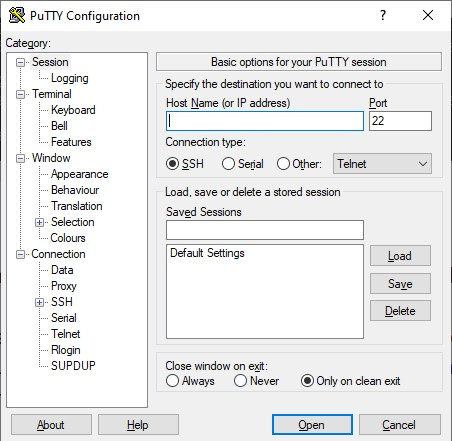 PuTTY Configuration
Category:
Session
Logging
Terminal
Keyboard
Bell
Features
Window
Appearance
Behaviour
Translation
Selection
Colours
Connection
Data
Proxy
SSH
Serial
Telnet
Rlogin
SUPDUP
Basic options for your PuTTY session
Specify the destination you want to connect to
Host Name (or IP address) Port
22
Connection type:
SSH Serial Other: Telnet
Load, save or delete a stored session
Saved Sessions
Default Settings
Load
Save
Delete
Close window on exit:
Always Never Only on clean exit
About Help Open Cancel